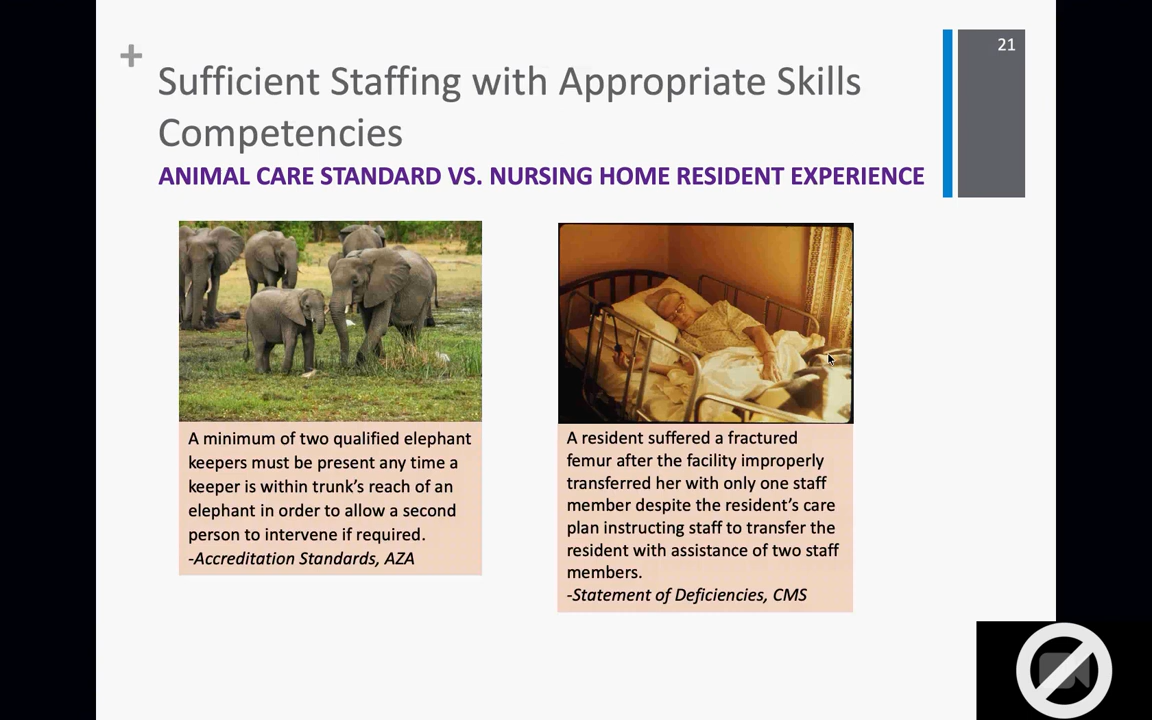 21
+
Sufficient Staffing with Appropriate Skills
Competencies
ANIMAL CARE STANDARD VS. NURSING HOME RESIDENT EXPERIENCE
A minimum of two qualified elephant
keepers must be present any time a
keeper is within trunk’s reach of an
elephant in order to allow a second
person to intervene if required.
-Accreditation Standards, AZA
A resident suffered a fractured
femur after the facility improperly
transferred her with only one staff
member despite the resident’s care
plan instructing staff to transfer the
resident with assistance of two staff
members.
-Statement of Deficiencies, CMS